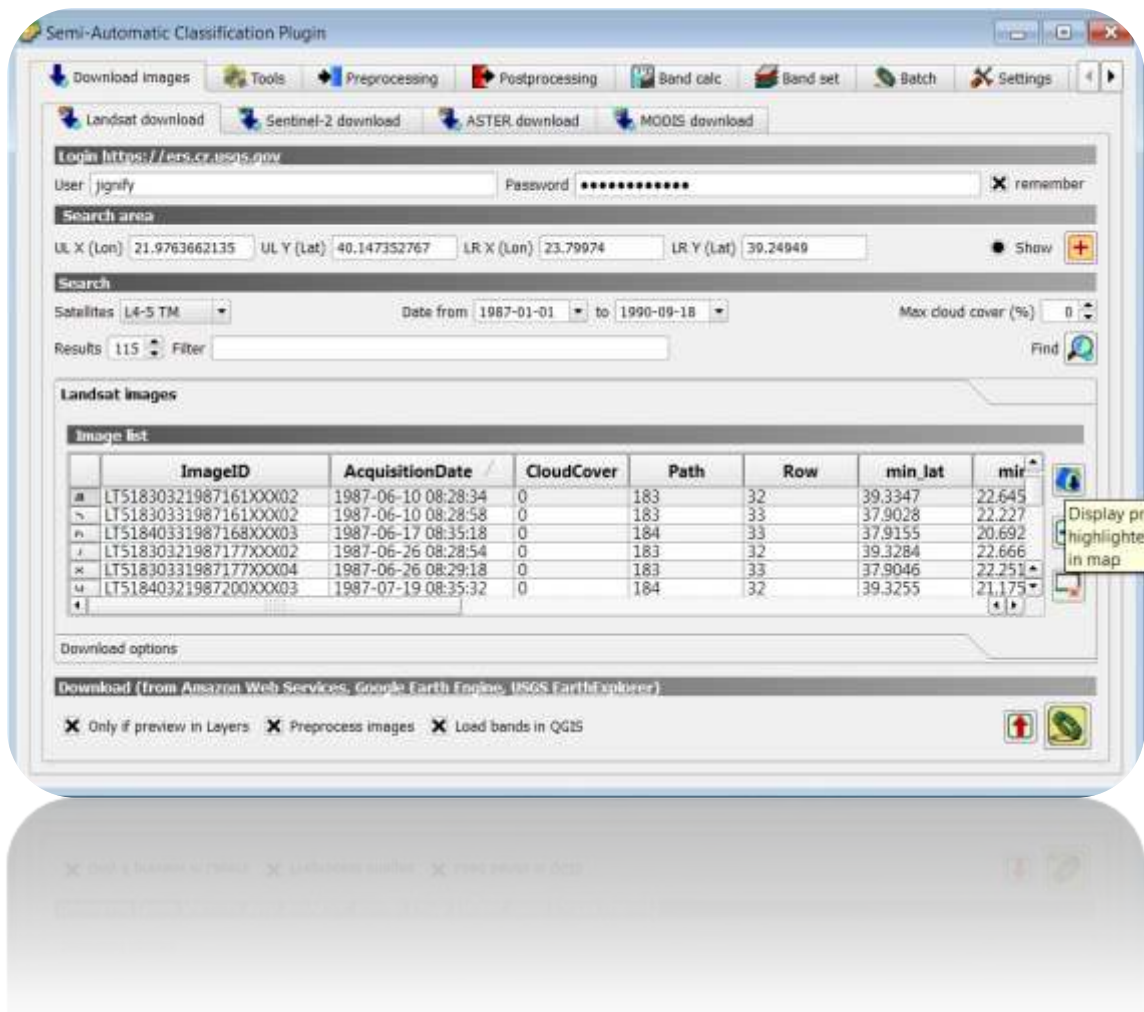 Semi-Automatic Classification Plugin
Download images Tools Preprocessing Postprocessing Band calc Band set Batch Settings
Landsat download Sentinel-2 download ASTER download MODIS download
Login https://ers.cr.usgs.gov
User jignify Password ●●●●●●●●●●●● remember
Search area
UL X (Lon) 21.9763662135 UL Y (Lat) 40.147352767 LR X (Lon) 23.79974 LR Y (Lat) 39.24949 Show
Search
Satellites L4-5 TM Date from 1987-01-01 to 1990-09-18 Max cloud cover (%) 0
Results 115 Filter Find
Landsat images
Image list
ImageID AcquisitionDate CloudCover Path Row min_lat mir
LT51830321987161XXX02 1987-06-10 08:28:34 0 183 32 39.3347 22.645
LT51830331987161XXX02 1987-06-10 08:28:58 0 183 33 37.9028 22.227
LT51840331987168XXX03 1987-06-17 08:35:18 0 184 33 37.9155 20.692
LT51830321987177XXX02 1987-06-26 08:28:54 0 183 32 39.3284 22.666
LT51830331987177XXX04 1987-06-26 08:29:18 0 183 33 37.9046 22.251
LT51840321987200XXX03 1987-07-19 08:35:32 0 184 32 39.3255 21.175
Display pr
highlighte
in map
Download options
Download (from Amazon Web Services, Google Earth Engine, USGS EarthExplorer)
Only if preview in Layers Preprocess images Load bands in QGIS